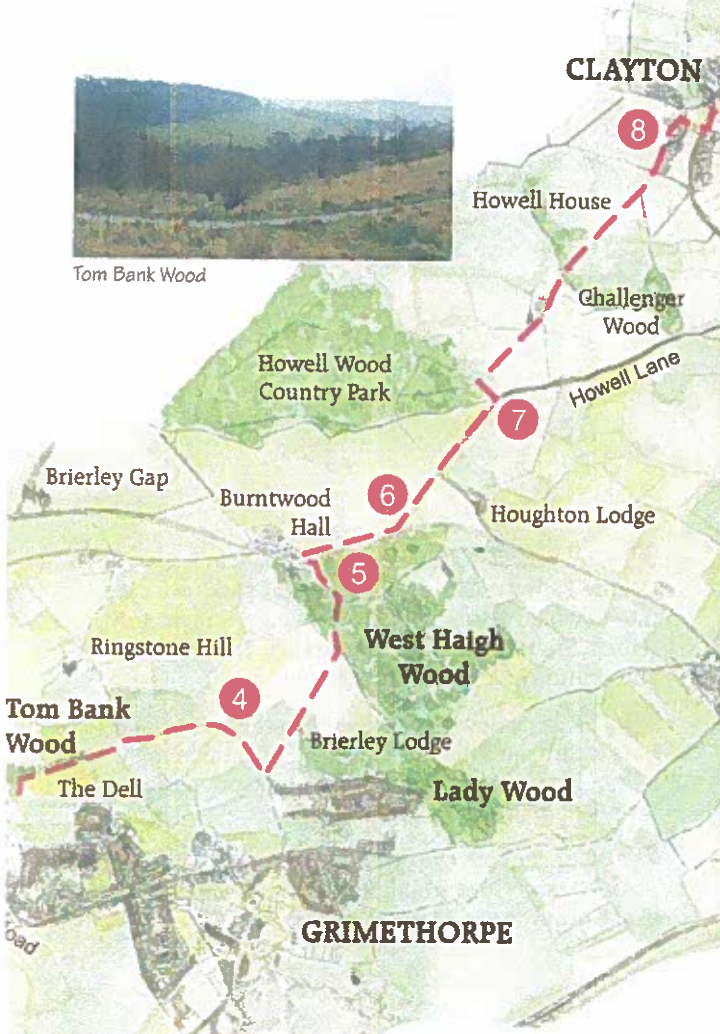 CLAYTON
8
Howell House
Tom Bank Wood
Challenger
Wood
Howell Wood
Country Park
Howell Lane
7
Brierley Gap
Burntwood
Hall
6
Houghton Lodge
5
Ringstone Hill
West Haigh
Wood
4
Tom Bank
Wood
Brierley Lodge
The Dell
Lady Wood
GRIMETHORPE
oad